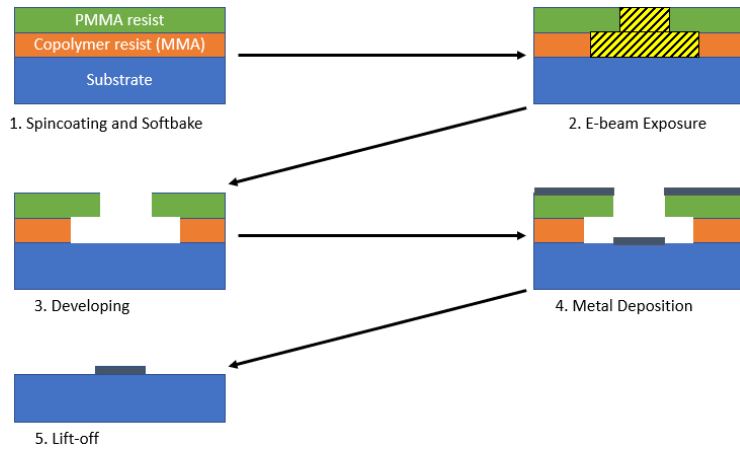 PMMA resist
Copolymer resist (MMA)
Substrate
1. Spincoating and Softbake
2. E-beam Exposure
3. Developing
4. Metal Deposition
5. Lift-off